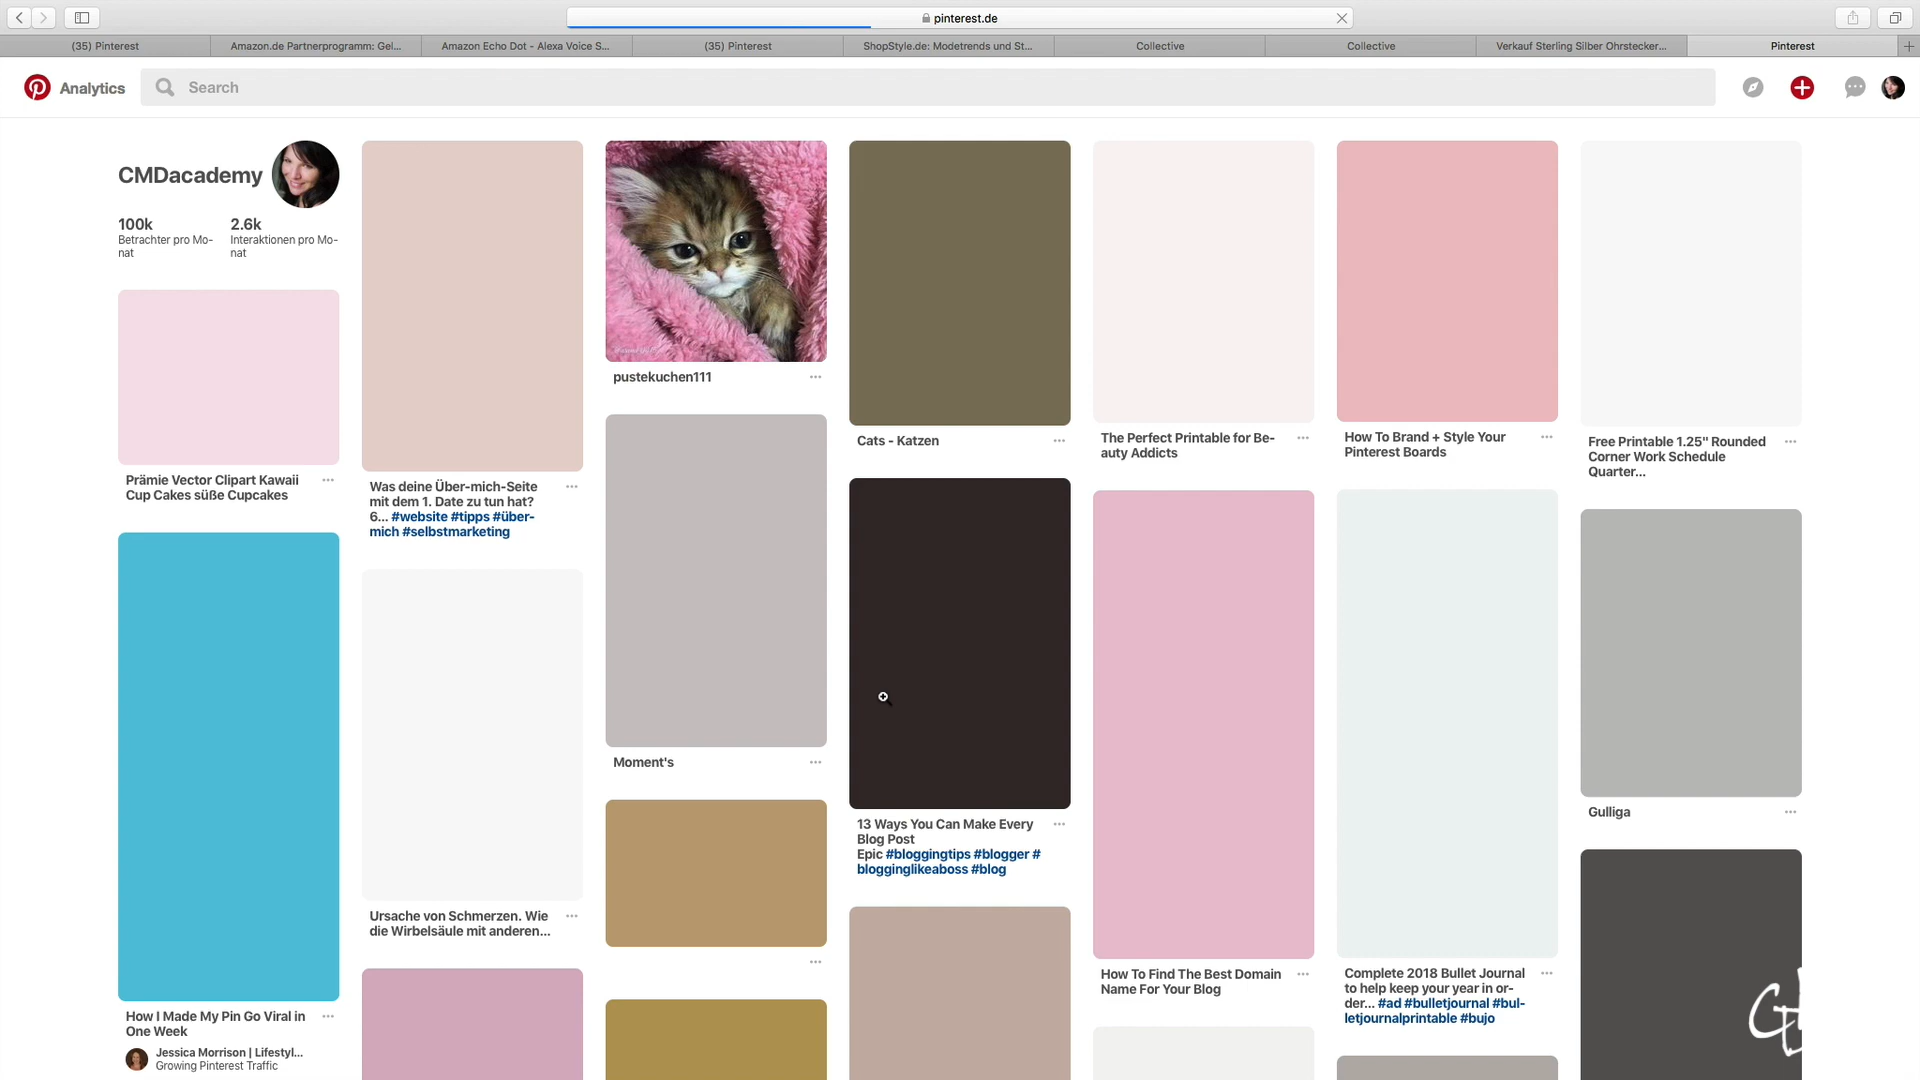 pinterest.de
(35) Pinterest
Amazon.de Partnerprogramm: Gel...
Amazon Echo Dot - Alexa Voice S...
(35) Pinterest
ShopStyle.de: Modetrends und St...
Collective
Collective
Verkauf Sterling Silber Ohrstecker...
Pinterest
Analytics
Search
CMDacademy
100k
Betrachter pro Mo-
nat
2.6k
Interaktionen pro Mo-
nat
Prämie Vector Clipart Kawaii
Cup Cakes süße Cupcakes
How I Made My Pin Go Viral in
One Week
Jessica Morrison | Lifestyl...
Growing Pinterest Traffic
Was deine Über-mich-Seite
mit dem 1. Date zu tun hat?
6... #website #tipps #über-
mich #selbstmarketing
Ursache von Schmerzen. Wie
die Wirbelsäule mit anderen...
pustekuchen111
Moment's
Cats - Katzen
13 Ways You Can Make Every
Blog Post
Epic #bloggingtips #blogger #
blogginglikeaboss #blog
The Perfect Printable for Be-
auty Addicts
How To Find The Best Domain
Name For Your Blog
How To Brand + Style Your
Pinterest Boards
Complete 2018 Bullet Journal
to help keep your year in or-
der... #ad #bulletjournal #bul-
letjournalprintable #bujo
Free Printable 1.25" Rounded
Corner Work Schedule
Quarter...
Gulliga